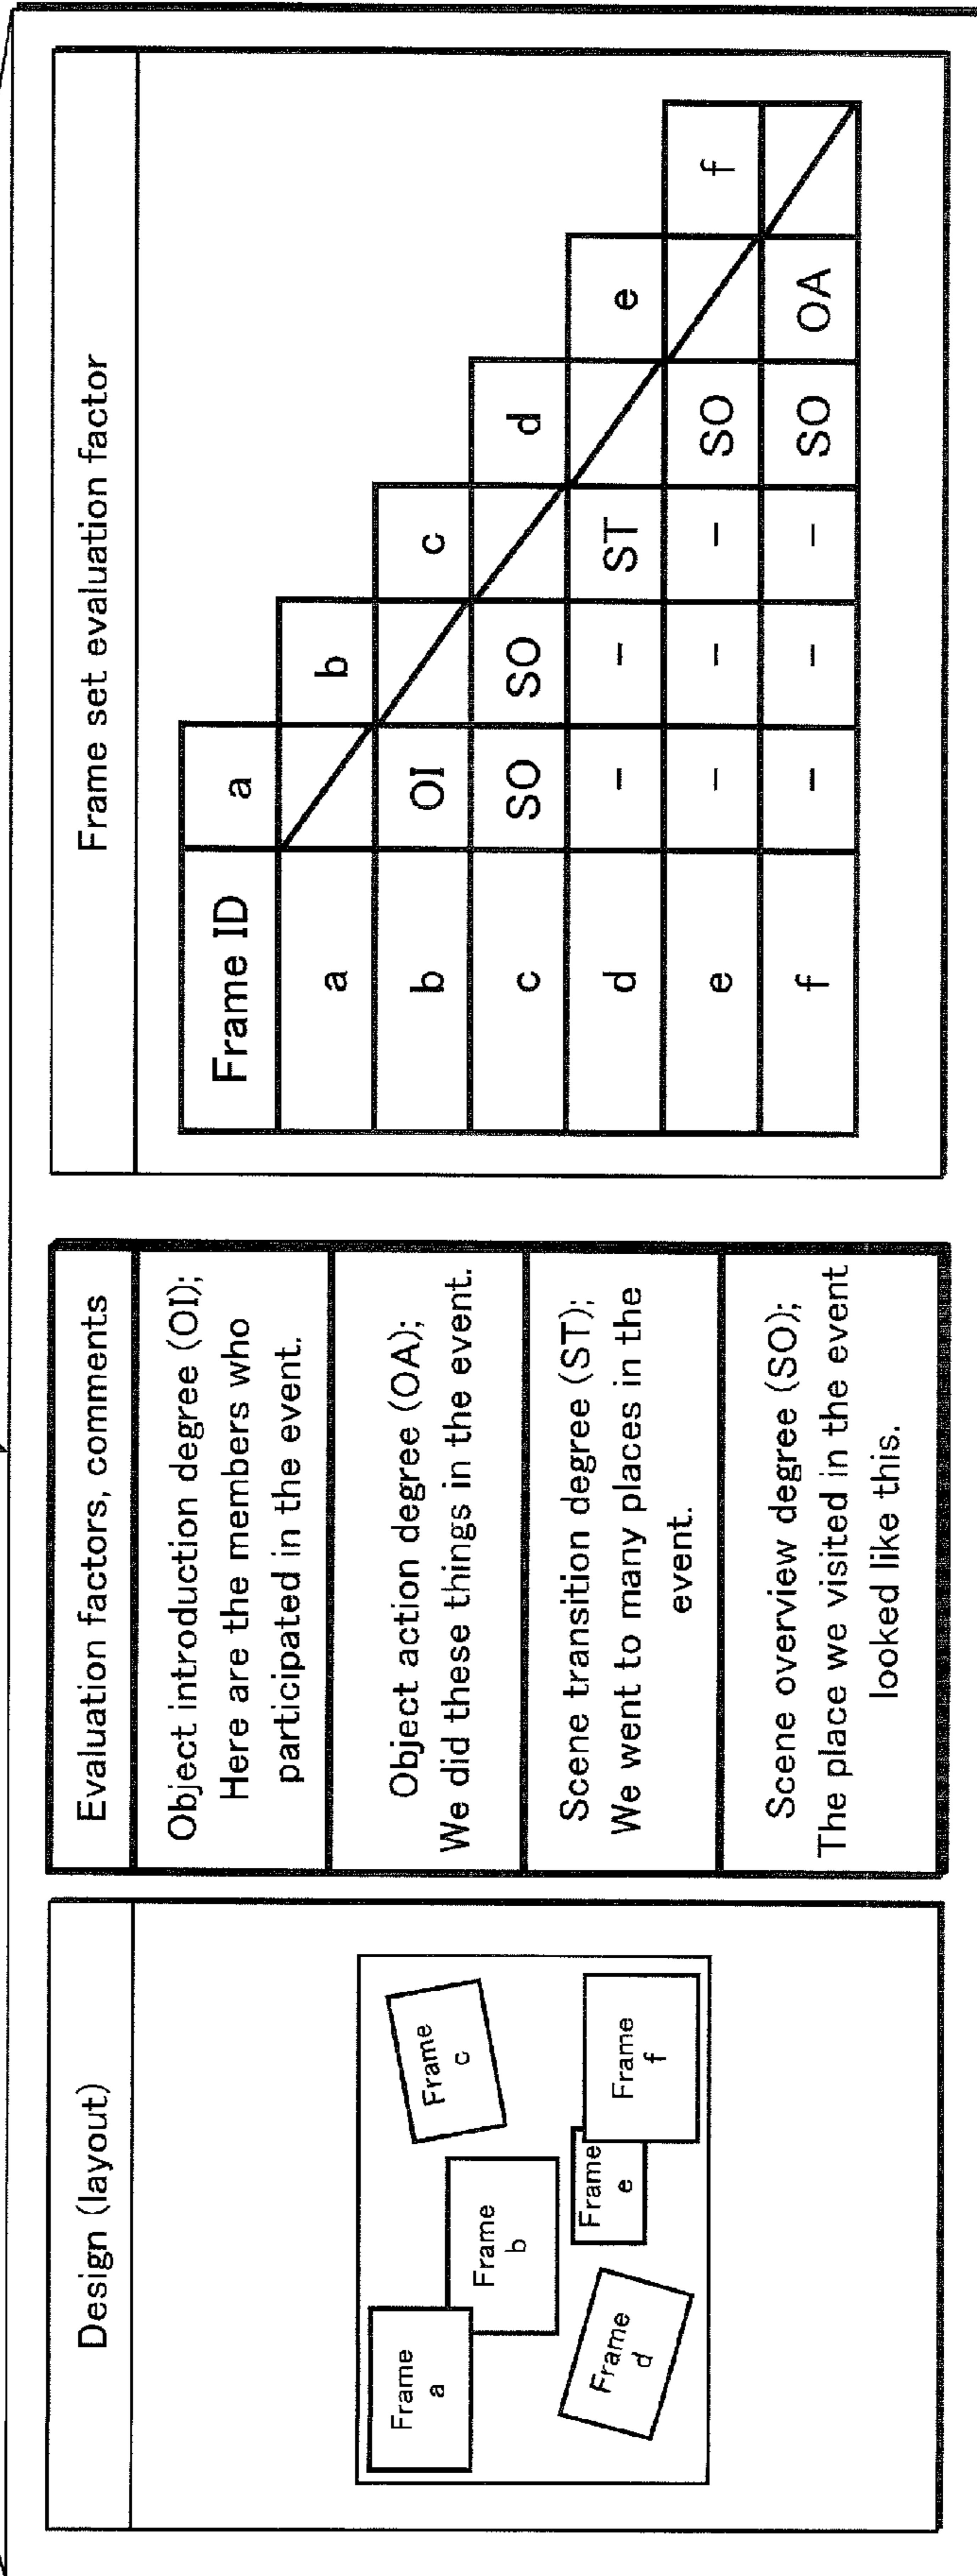 Design (layout)
Frame
a
Frame
b
Frame
c
Frame
d
Frame
e
Frame
f
Evaluation factors, comments
Object introduction degree (OI);
Here are the members who
participated in the event.
Object action degree (OA);
We did these things in the event.
Scene transition degree (ST);
We went to many places in the
event.
Scene overview degree (SO);
The place we visited in the event
looked like this.
Frame set evaluation factor
Frame ID a
a b
b OI c
c SO SO d
d – – ST e
e – – – SO f
f – – – SO OA